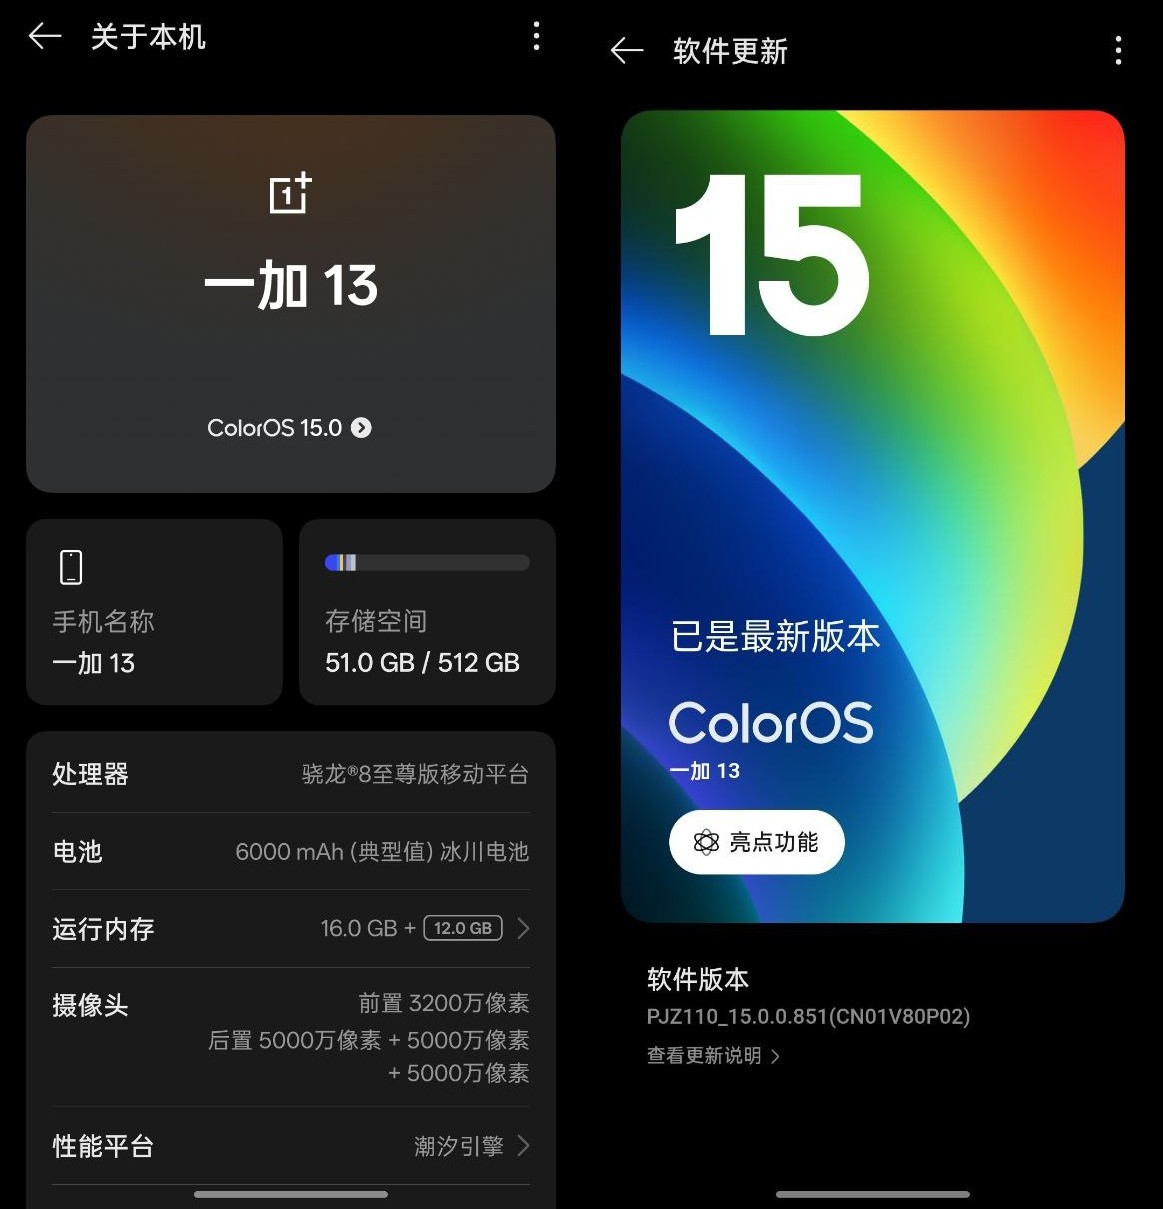 关于本机
一加 13
ColorOS 15.0
手机名称
一加 13
存储空间
51.0 GB / 512 GB
处理器
骁龙®8至尊版移动平台
电池
6000 mAh (典型值) 冰川电池
运行内存
16.0 GB + 12.0 GB
摄像头
前置 3200万像素
后置 5000万像素 + 5000万像素
+ 5000万像素
性能平台
潮汐引擎
软件更新
15
已是最新版本
ColorOS
一加 13
亮点功能
软件版本
PJZ110_15.0.0.851(CN01V80P02)
查看更新说明